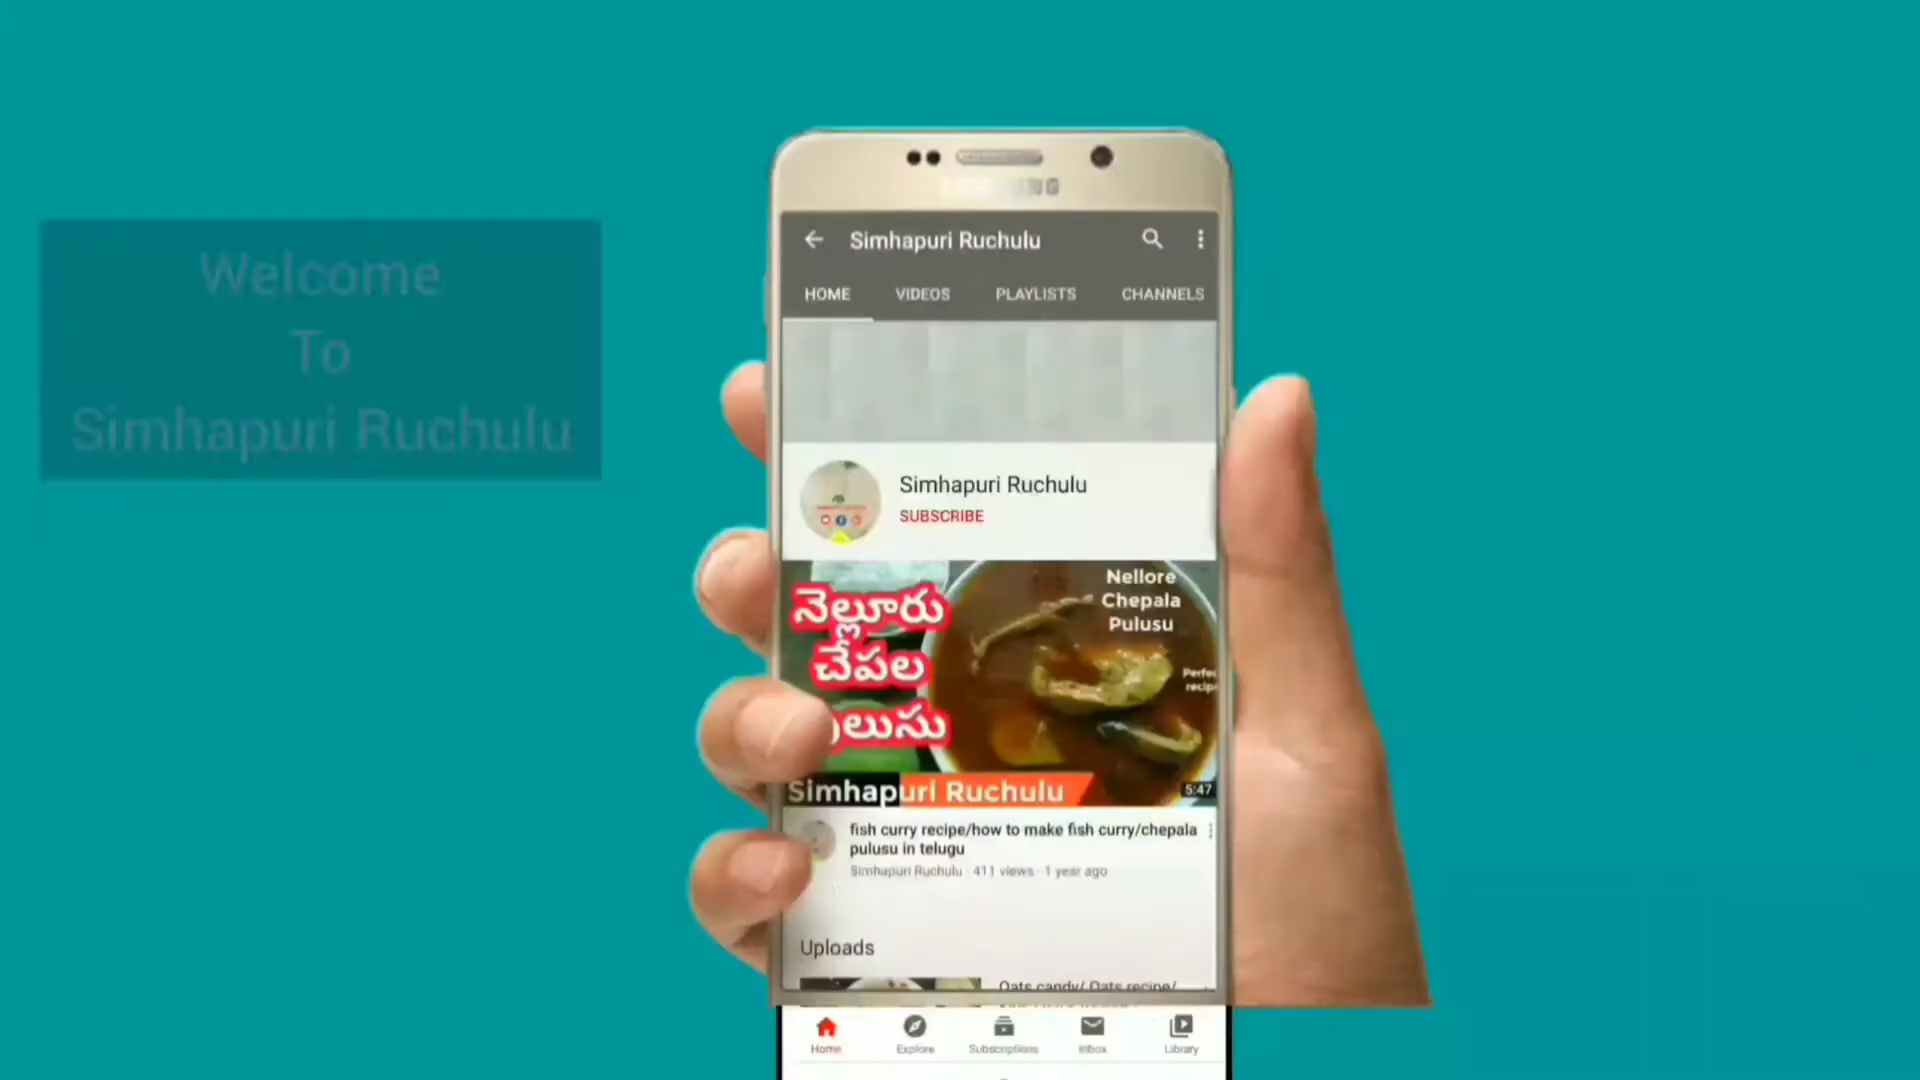 Welcome
To
Simhapuri Ruchulu
Simhapuri Ruchulu
HOME VIDEOS PLAYLISTS CHANNELS
Simhapuri Ruchulu
SUBSCRIBE
నెల్లూరు
చేపల
పులుసు
Nellore
Chepala
Pulusu
Simhapuri Ruchulu
5:47
fish curry recipe/how to make fish curry/chepala
pulusu in telugu
Simhapuri Ruchulu 411 views · 1 year ago
Uploads
Oats candy/ Oats recipe/
Home Explore Subscriptions Inbox Library